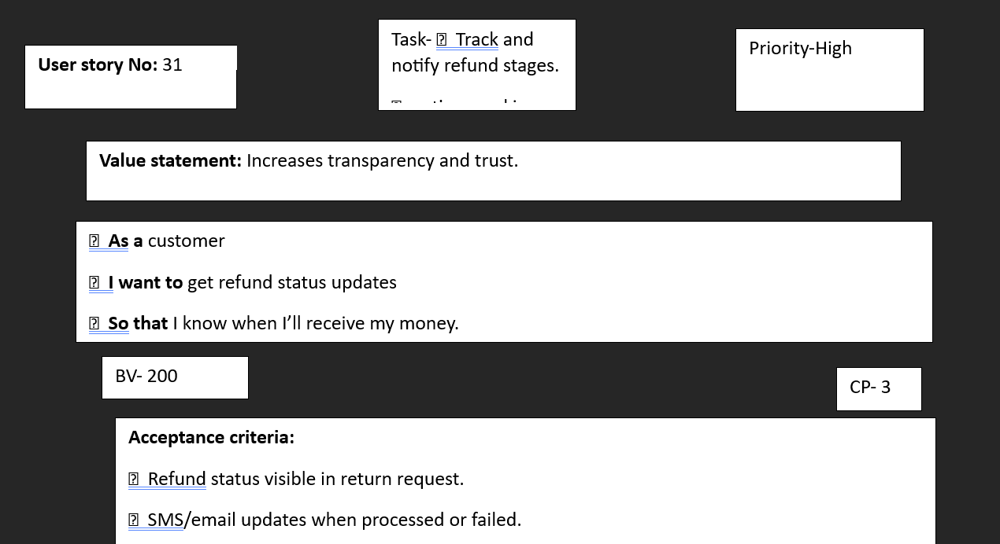 User story No: 31
Task- ⍰ Track and
notify refund stages.
Priority-High
Value statement: Increases transparency and trust.
⍰ As a customer
⍰ I want to get refund status updates
⍰ So that I know when I’ll receive my money.
BV- 200
CP- 3
Acceptance criteria:
⍰ Refund status visible in return request.
⍰ SMS/email updates when processed or failed.